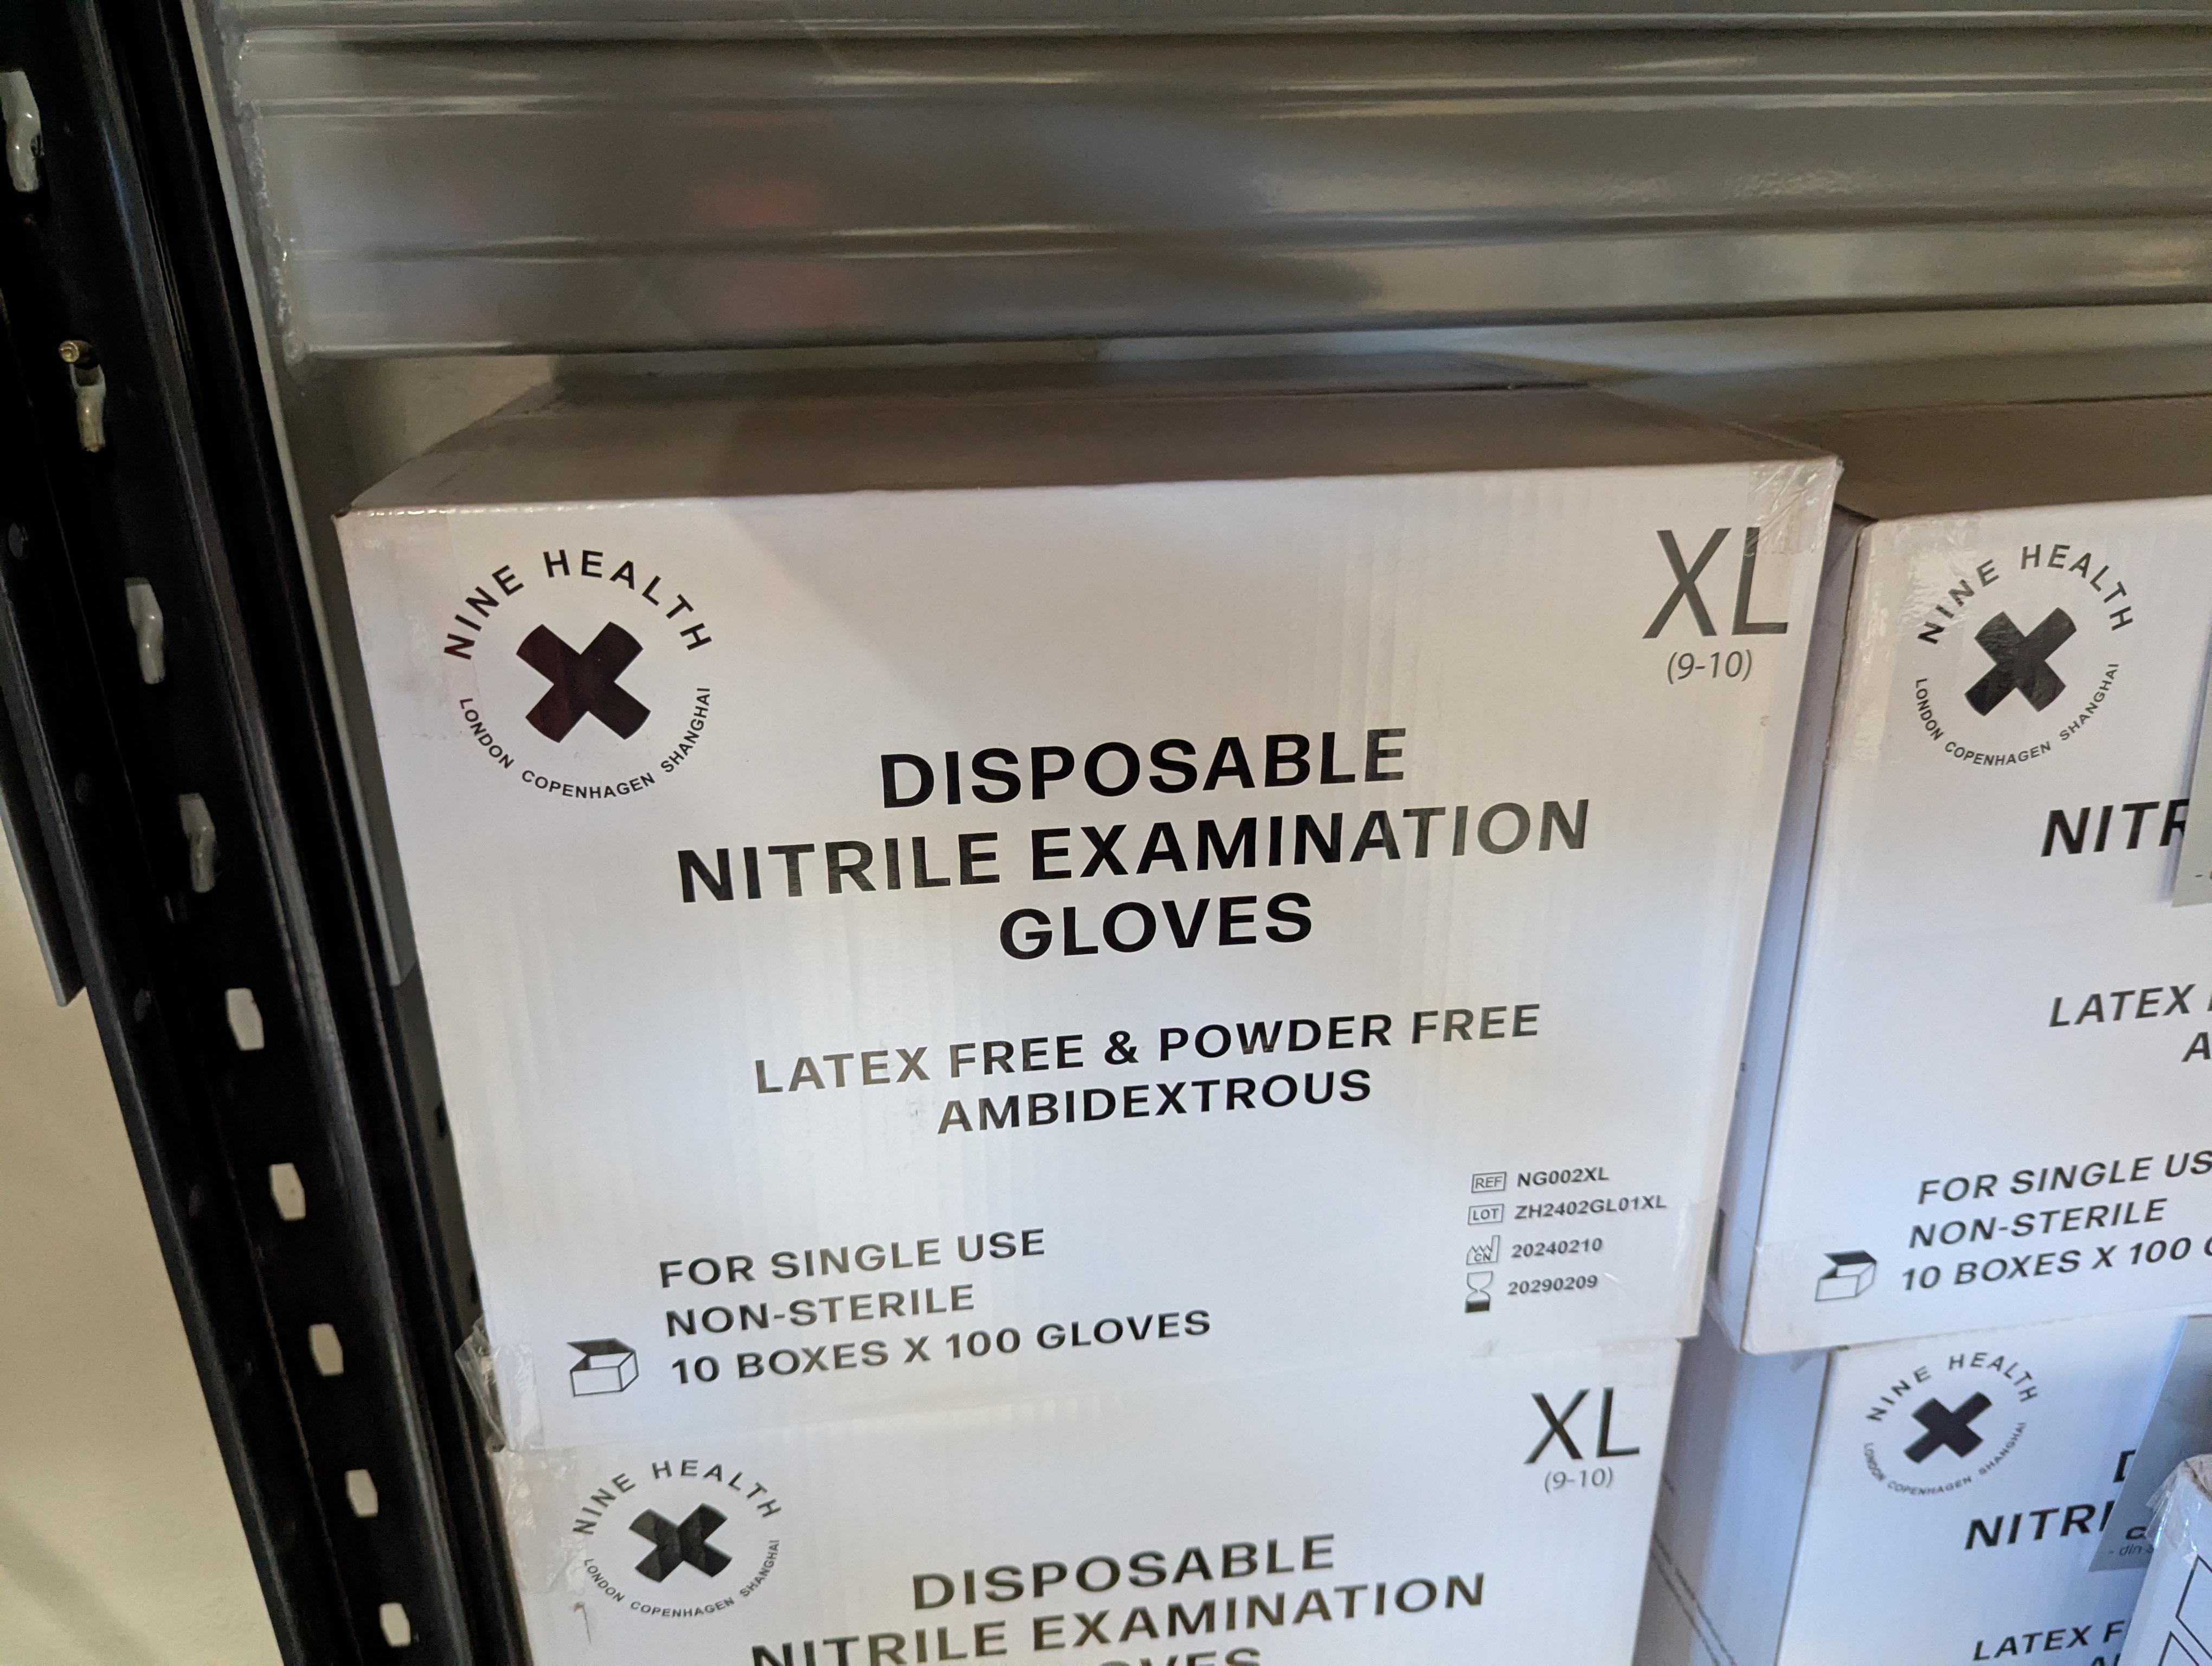 NINE HEALTH
LONDON COPENHAGEN SHANGHAI
XL
(9-10)
DISPOSABLE
NITRILE EXAMINATION
GLOVES
LATEX FREE & POWDER FREE
AMBIDEXTROUS
REF NG002XL
LOT ZH2402GL01XL
CN 20240210
20290209
FOR SINGLE USE
NON-STERILE
10 BOXES X 100 GLOVES
NINE HEALTH
LONDON COPENHAGEN SHANGHAI
NITR
LATEX
A
FOR SINGLE US
NON-STERILE
10 BOXES X 100 G
NINE HEALTH
LONDON COPENHAGEN SHANGHAI
XL
(9-10)
DISPOSABLE
NITRILE EXAMINATION
NINE HEALTH
LONDON COPENHAGEN SHANGHAI
D
NITRI
LATEX F